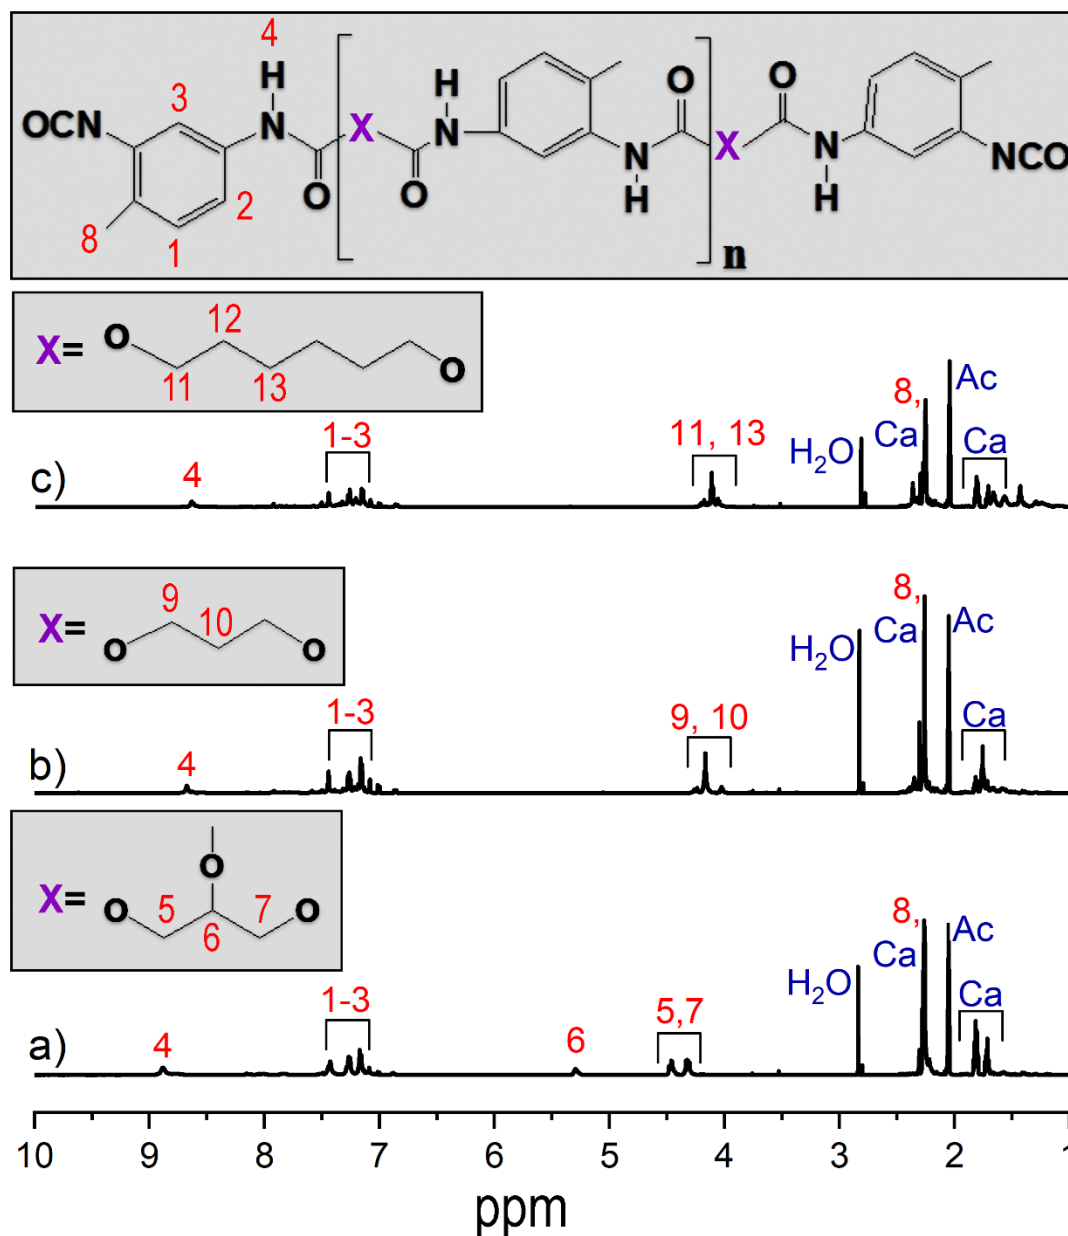 4
H O O H
OCN 3 N X N N X N NCO
O O H H
8 1 2 n
X= O 12 11 13 O
c) 4 1-3 11, 13 H₂O 8, Ca Ac Ca
X= O 9 10 O
b) 4 1-3 9, 10 H₂O 8, Ca Ac Ca
X= O 5 O 6 7 O
a) 4 1-3 6 5,7 H₂O 8, Ca Ac Ca
10 9 8 7 6 5 4 3 2 1
ppm